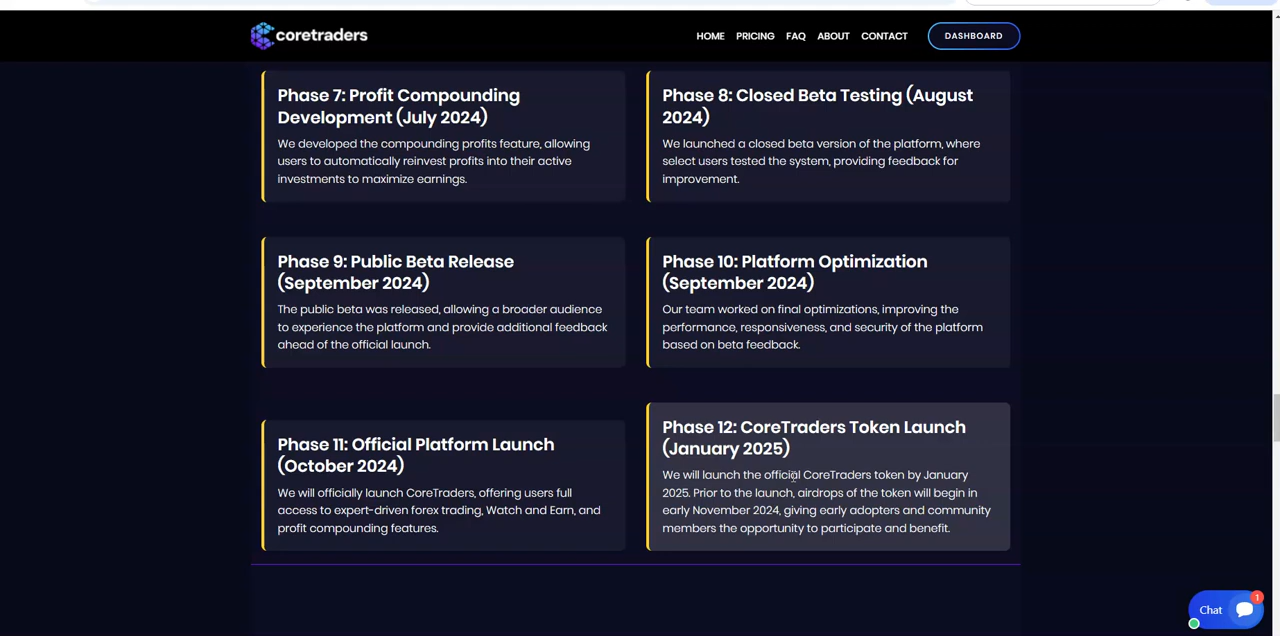 coretraders
HOME PRICING FAQ ABOUT CONTACT DASHBOARD
Phase 7: Profit Compounding
Development (July 2024)
We developed the compounding profits feature, allowing
users to automatically reinvest profits into their active
investments to maximize earnings.
Phase 8: Closed Beta Testing (August
2024)
We launched a closed beta version of the platform, where
select users tested the system, providing feedback for
improvement.
Phase 9: Public Beta Release
(September 2024)
The public beta was released, allowing a broader audience
to experience the platform and provide additional feedback
ahead of the official launch.
Phase 10: Platform Optimization
(September 2024)
Our team worked on final optimizations, improving the
performance, responsiveness, and security of the platform
based on beta feedback.
Phase 11: Official Platform Launch
(October 2024)
We will officially launch CoreTraders, offering users full
access to expert-driven forex trading, Watch and Earn, and
profit compounding features.
Phase 12: CoreTraders Token Launch
(January 2025)
We will launch the official CoreTraders token by January
2025. Prior to the launch, airdrops of the token will begin in
early November 2024, giving early adopters and community
members the opportunity to participate and benefit.
Chat
1